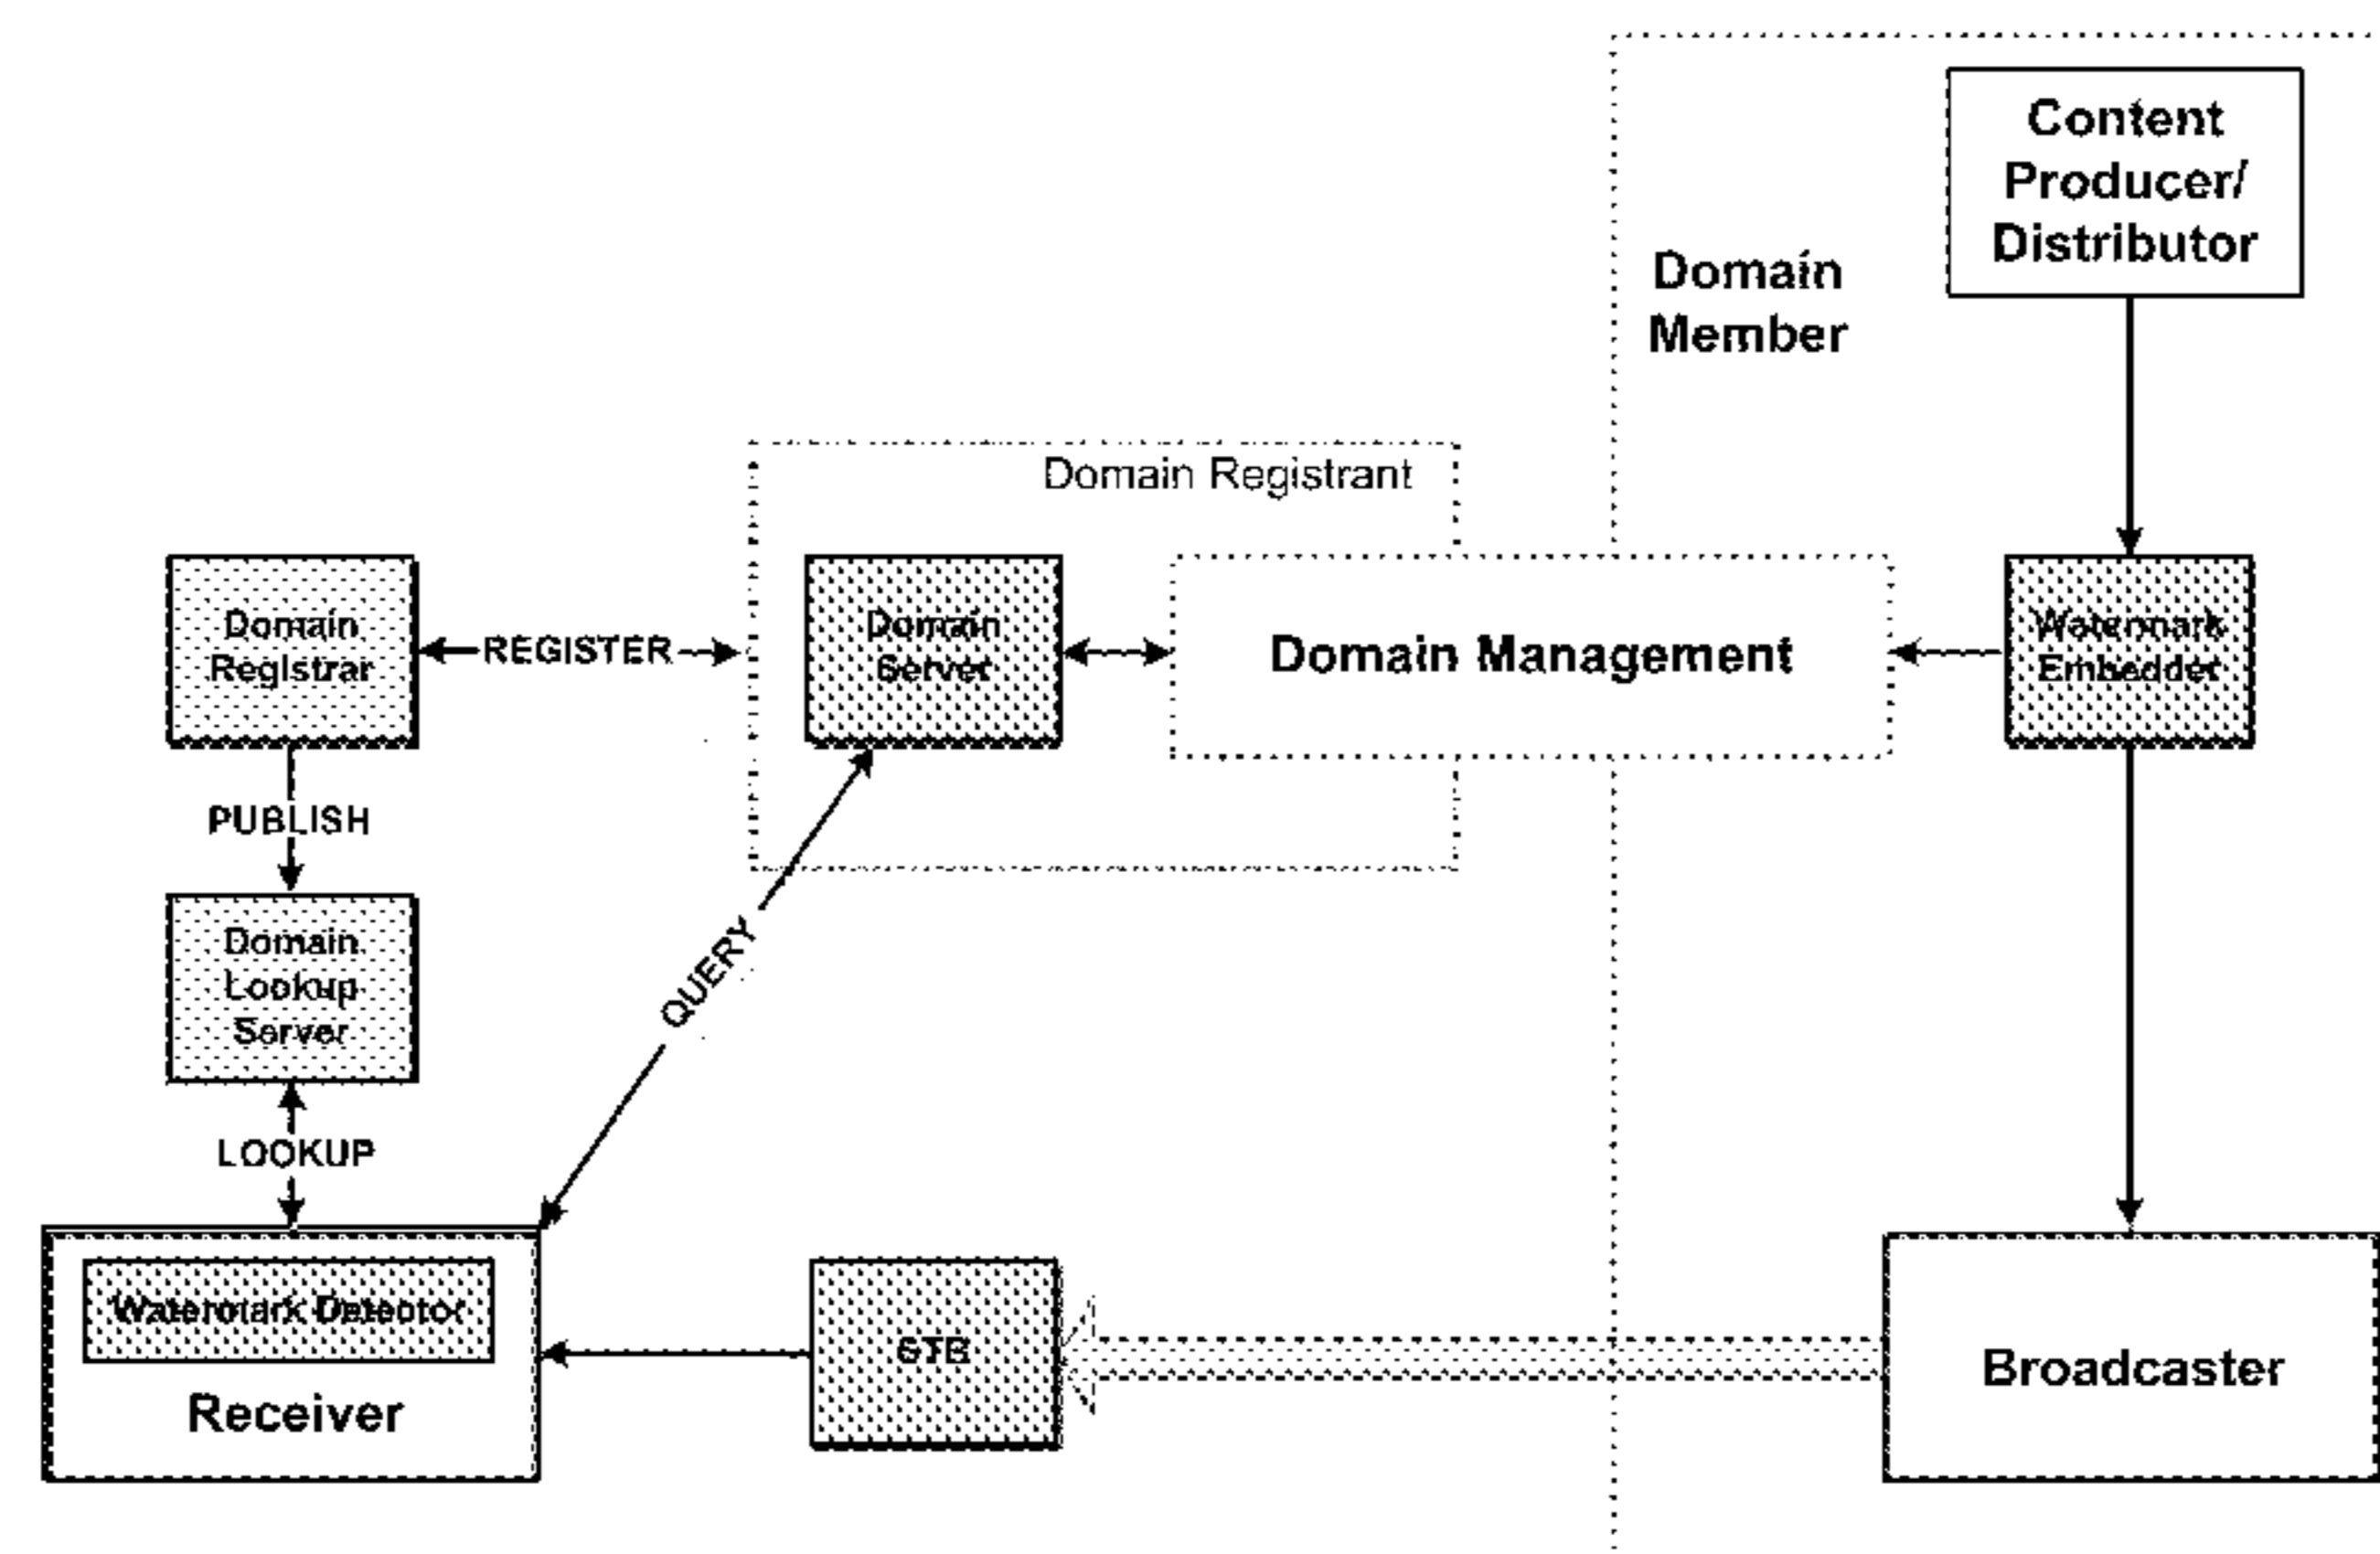 Content
Producer/
Distributor
Domain
Member
Domain Registrant
Domain
Registrar
REGISTER
Domain
Server
Domain Management
Watermark
Embedder
PUBLISH
Domain
Lookup
Server
QUERY
LOOKUP
Watermark Detector
Receiver
STB
Broadcaster